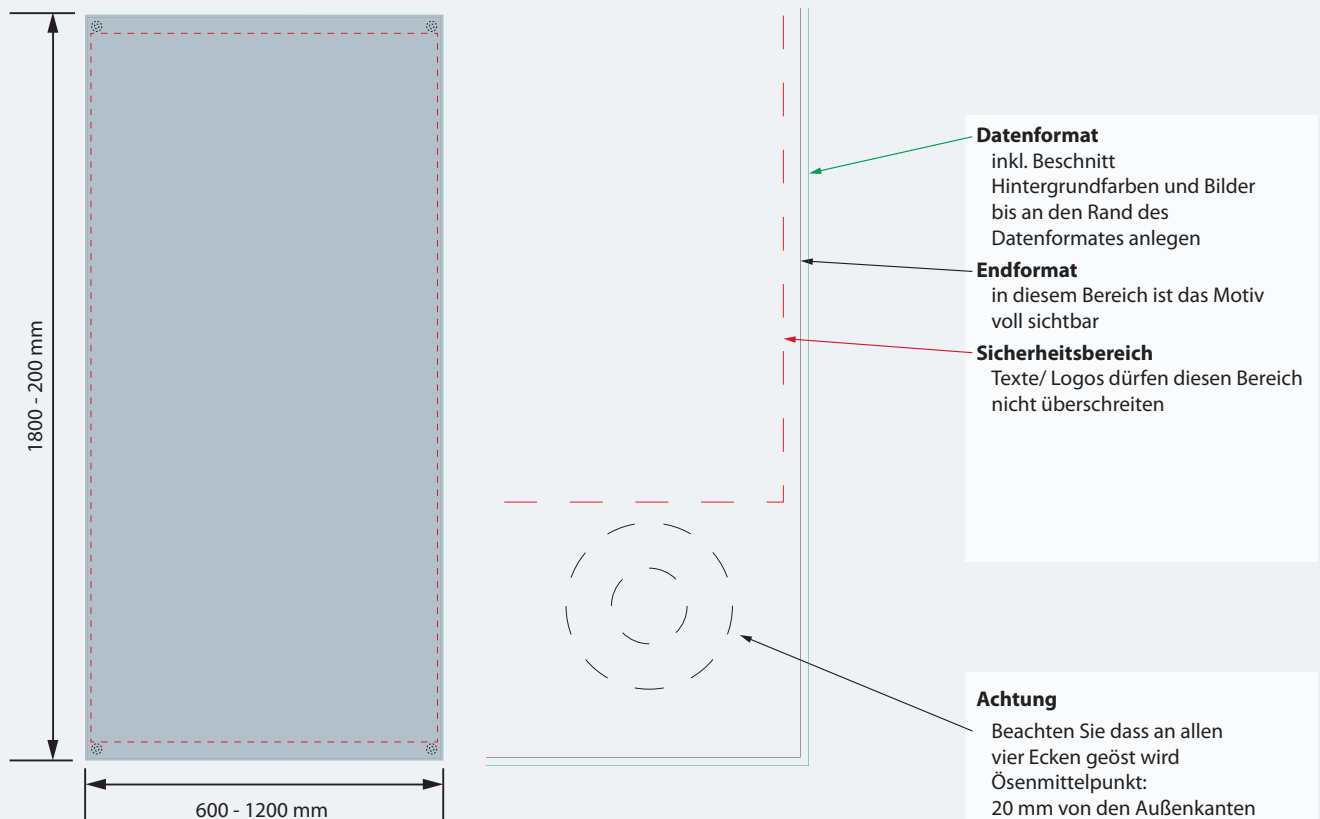 1800 - 200 mm
600 - 1200 mm
Datenformat
inkl. Beschnitt
Hintergrundfarben und Bilder
bis an den Rand des
Datenformates anlegen
Endformat
in diesem Bereich ist das Motiv
voll sichtbar
Sicherheitsbereich
Texte/ Logos dürfen diesen Bereich
nicht überschreiten
Achtung
Beachten Sie dass an allen
vier Ecken geöst wird
Ösenmittelpunkt:
20 mm von den Außenkanten